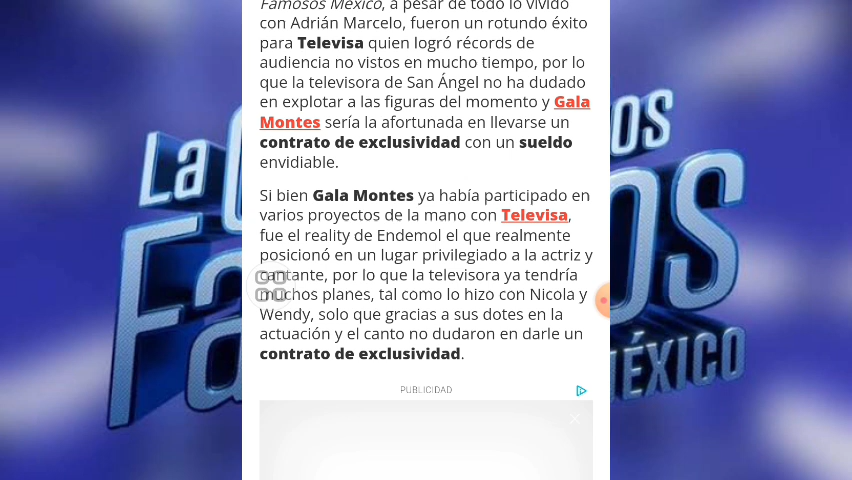 Famosos México, a pesar de todo lo vivido
con Adrián Marcelo, fueron un rotundo éxito
para Televisa quien logró récords de
audiencia no vistos en mucho tiempo, por lo
que la televisora de San Ángel no ha dudado
en explotar a las figuras del momento y Gala
Montes sería la afortunada en llevarse un
contrato de exclusividad con un sueldo
envidiable.
Si bien Gala Montes ya había participado en
varios proyectos de la mano con Televisa,
fue el reality de Endemol el que realmente
posicionó en un lugar privilegiado a la actriz y
cantante, por lo que la televisora ya tendría
muchos planes, tal como lo hizo con Nicola y
Wendy, solo que gracias a sus dotes en la
actuación y el canto no dudaron en darle un
contrato de exclusividad.
PUBLICIDAD
La
Fa
OS
OS
MÉXICO